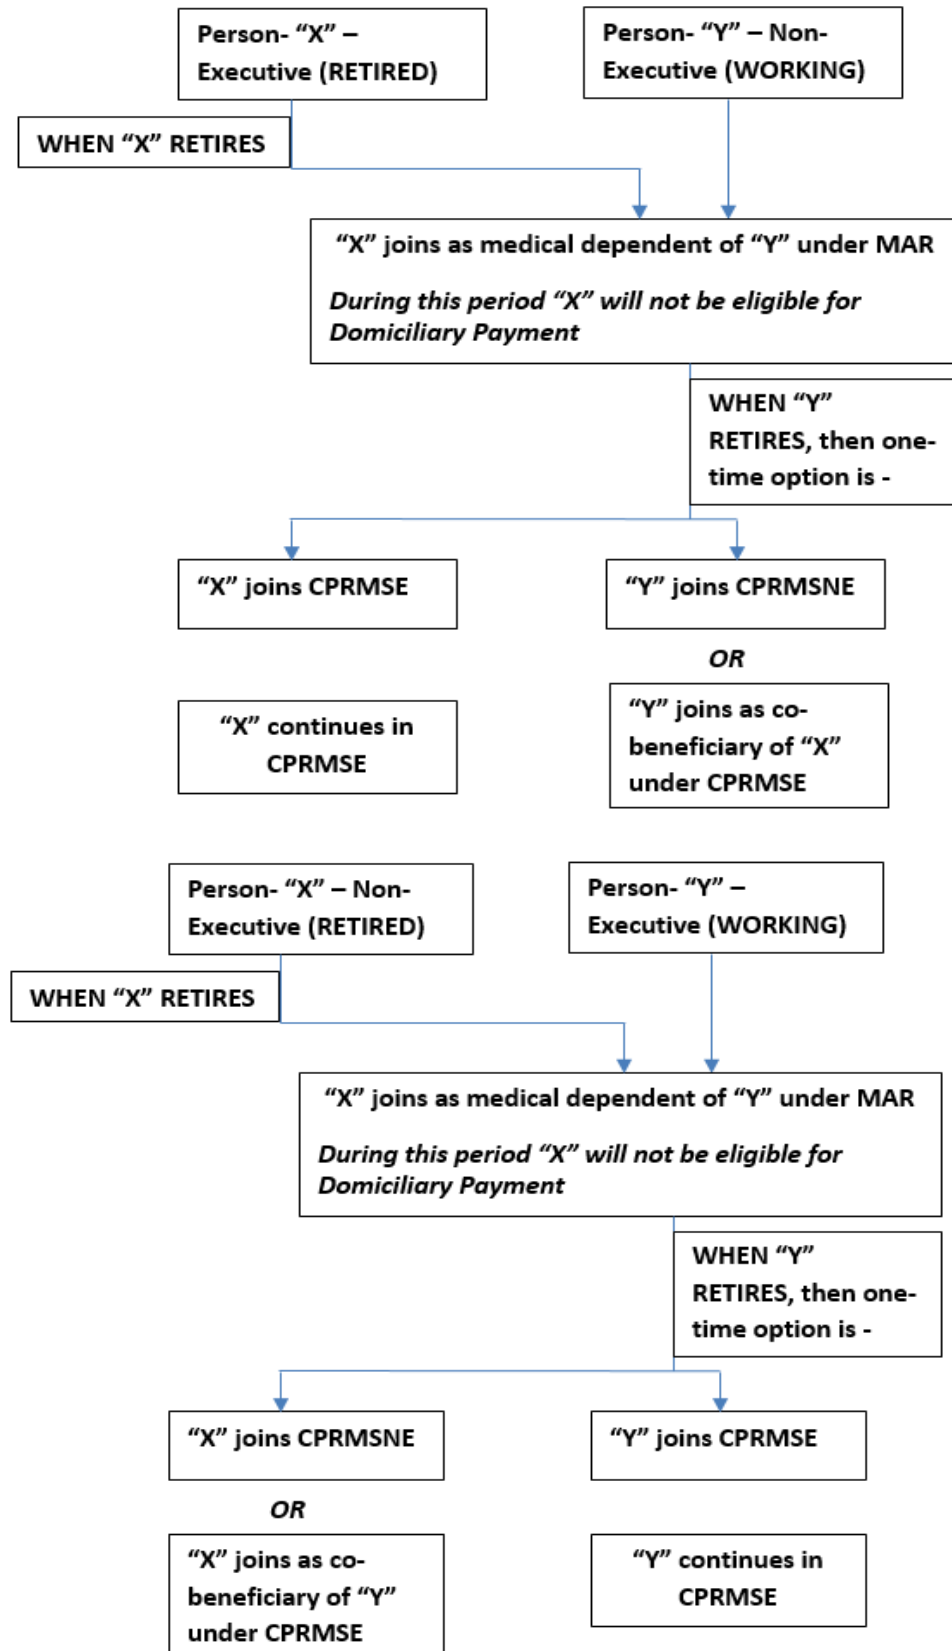 Person- “X” –
Executive (RETIRED)
Person- “Y” – Non-
Executive (WORKING)
WHEN “X” RETIRES
“X” joins as medical dependent of “Y” under MAR
During this period “X” will not be eligible for
Domiciliary Payment
WHEN “Y”
RETIRES, then one-
time option is -
“X” joins CPRMSE
“Y” joins CPRMSNE
OR
“X” continues in
CPRMSE
“Y” joins as co-
beneficiary of “X”
under CPRMSE
Person- “X” – Non-
Executive (RETIRED)
Person- “Y” –
Executive (WORKING)
WHEN “X” RETIRES
“X” joins as medical dependent of “Y” under MAR
During this period “X” will not be eligible for
Domiciliary Payment
WHEN “Y”
RETIRES, then one-
time option is -
“X” joins CPRMSNE
“Y” joins CPRMSE
OR
“X” joins as co-
beneficiary of “Y”
under CPRMSE
“Y” continues in
CPRMSE